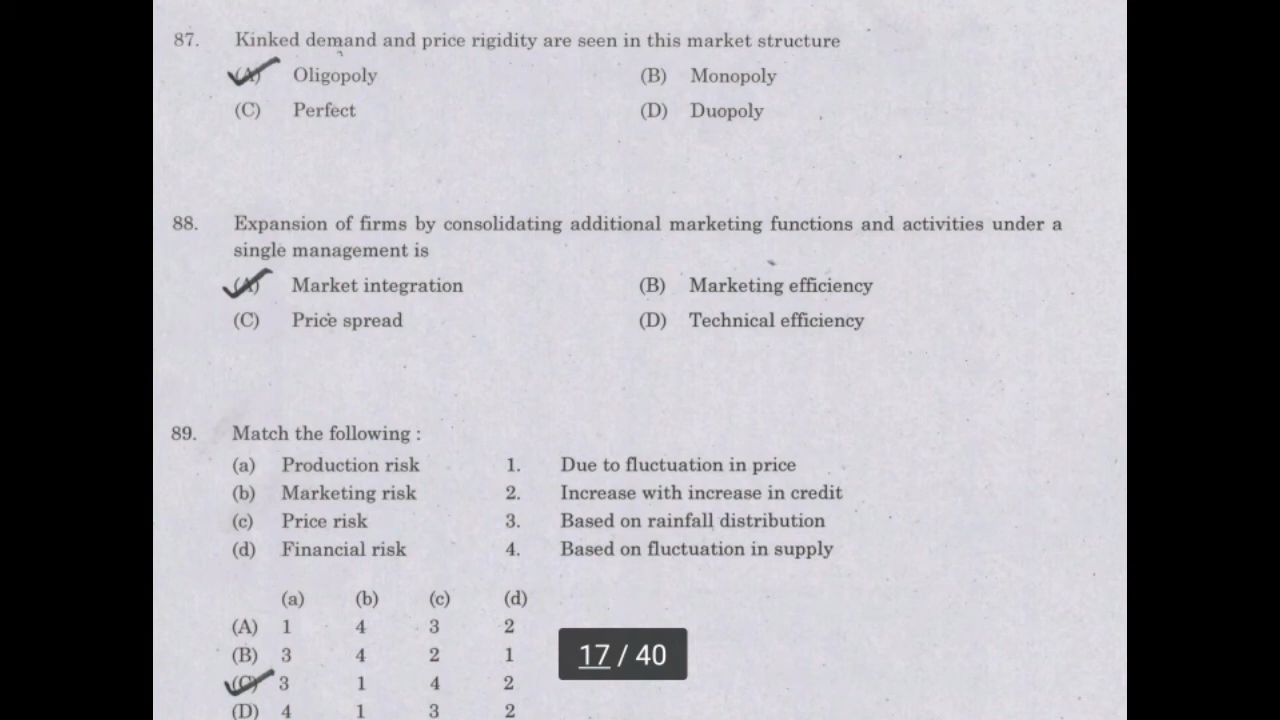 87. Kinked demand and price rigidity are seen in this market structure
(A) Oligopoly (B) Monopoly
(C) Perfect (D) Duopoly
88. Expansion of firms by consolidating additional marketing functions and activities under a
single management is
(A) Market integration (B) Marketing efficiency
(C) Price spread (D) Technical efficiency
89. Match the following :
(a) Production risk 1. Due to fluctuation in price
(b) Marketing risk 2. Increase with increase in credit
(c) Price risk 3. Based on rainfall distribution
(d) Financial risk 4. Based on fluctuation in supply
(a) (b) (c) (d)
(A) 1 4 3 2
(B) 3 4 2 1
(C) 3 1 4 2
(D) 4 1 3 2
17 / 40